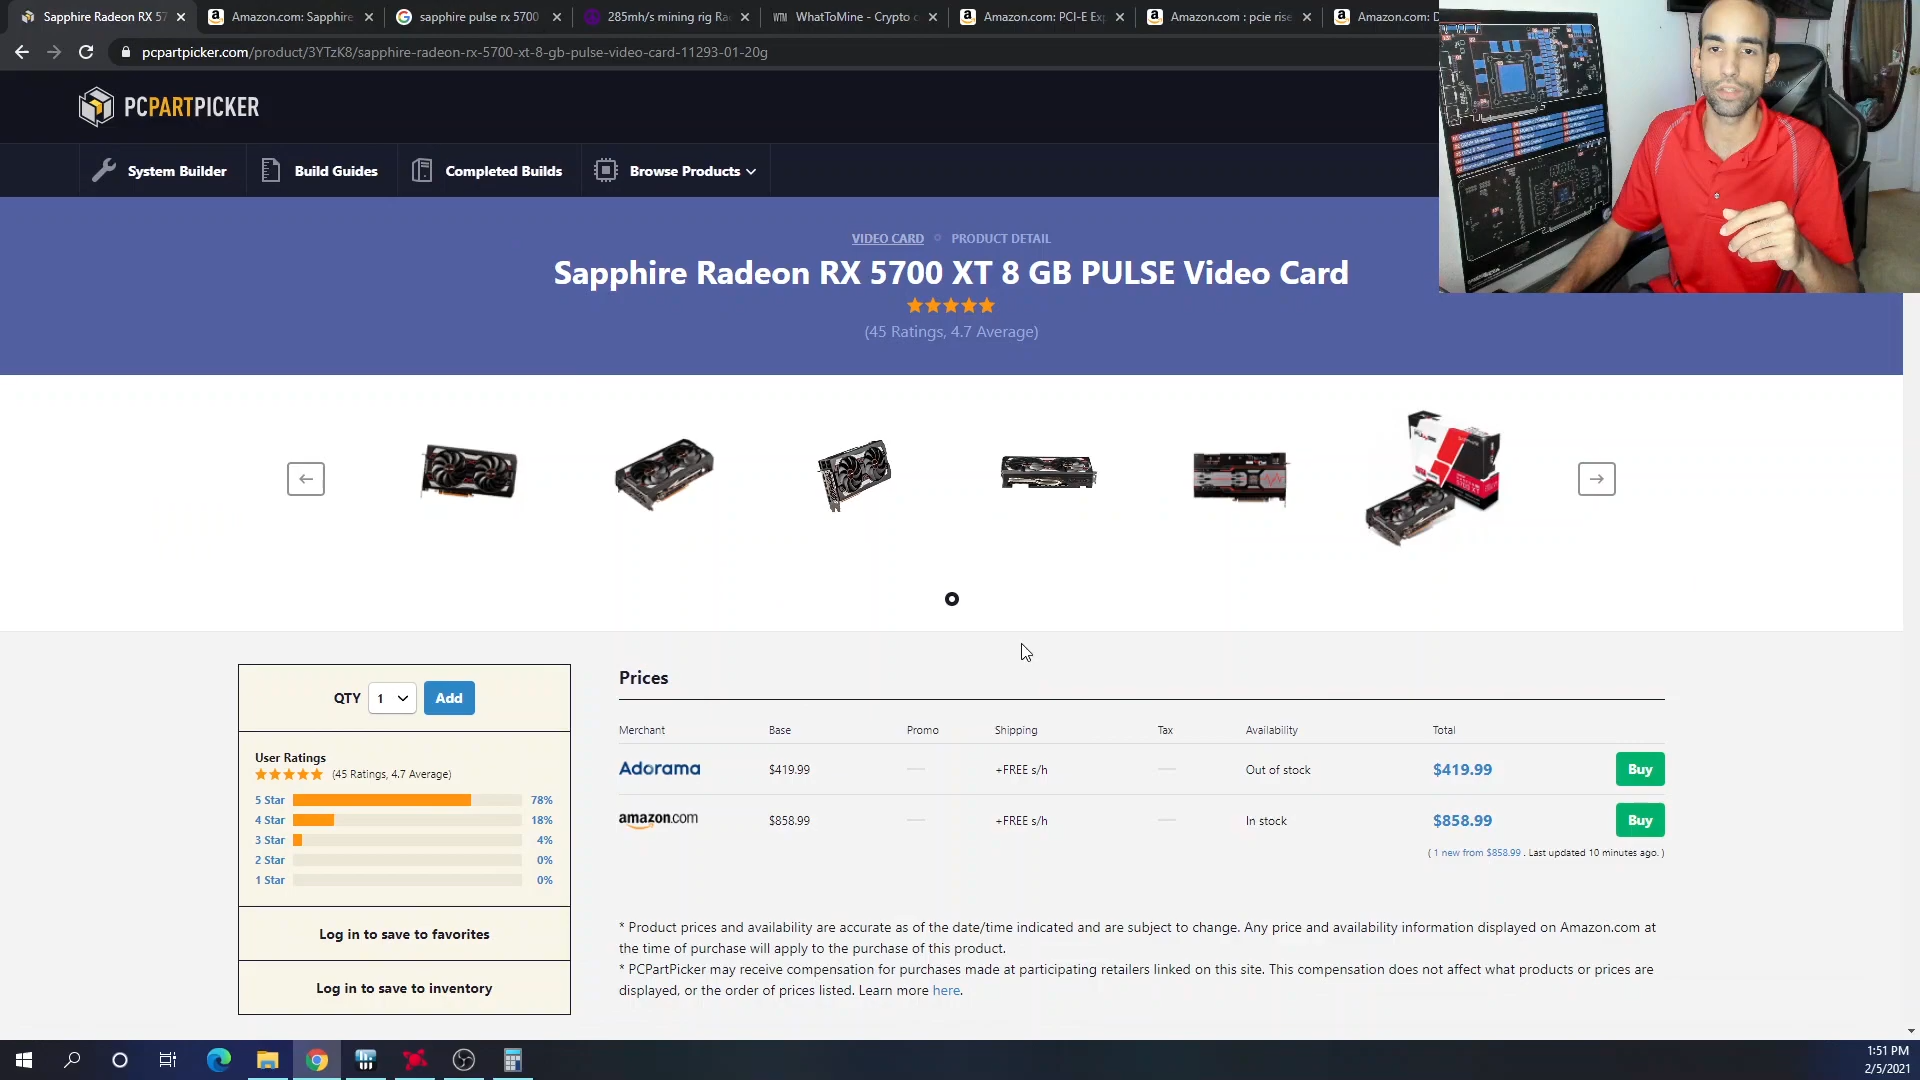 Sapphire Radeon RX 57
Amazon.com: Sapphire
sapphire pulse rx 5700
285mh/s mining rig Ra
WhatToMine - Crypto c
Amazon.com: PCI-E Ex
Amazon.com : pcie rise
Amazon.com: D
pcpartpicker.com/product/3YTzK8/sapphire-radeon-rx-5700-xt-8-gb-pulse-video-card-11293-01-20g
PCPARTPICKER
System Builder
Build Guides
Completed Builds
Browse Products
VIDEO CARD
PRODUCT DETAIL
Sapphire Radeon RX 5700 XT 8 GB PULSE Video Card
(45 Ratings, 4.7 Average)
QTY 1 Add
User Ratings
(45 Ratings, 4.7 Average)
5 Star 78%
4 Star 18%
3 Star 4%
2 Star 0%
1 Star 0%
Log in to save to favorites
Log in to save to inventory
Prices
Merchant Base Promo Shipping Tax Availability Total
Adorama $419.99 — +FREE s/h — Out of stock $419.99 Buy
amazon.com $858.99 — +FREE s/h — In stock $858.99 Buy
( 1 new from $858.99 . Last updated 10 minutes ago. )
* Product prices and availability are accurate as of the date/time indicated and are subject to change. Any price and availability information displayed on Amazon.com at
the time of purchase will apply to the purchase of this product.
* PCPartPicker may receive compensation for purchases made at participating retailers linked on this site. This compensation does not affect what products or prices are
displayed, or the order of prices listed. Learn more here.
1:51 PM
2/5/2021